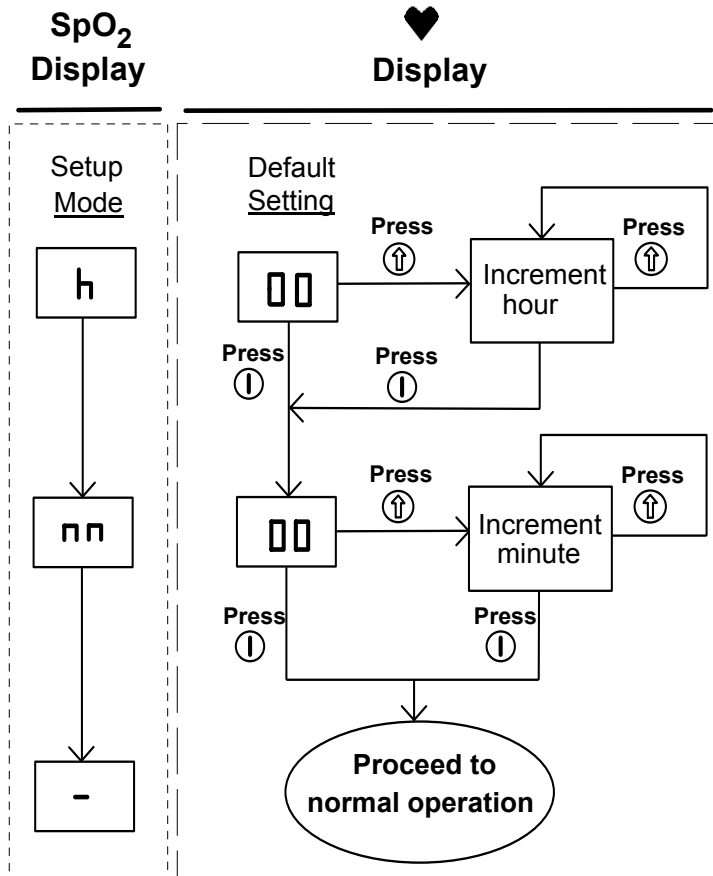 SpO2
Display
♥
Display
Setup
Mode
Default
Setting
h
00
Press
Increment
hour
Press
Press
Press
nn
00
Press
Increment
minute
Press
Press
Press
-
Proceed to
normal operation